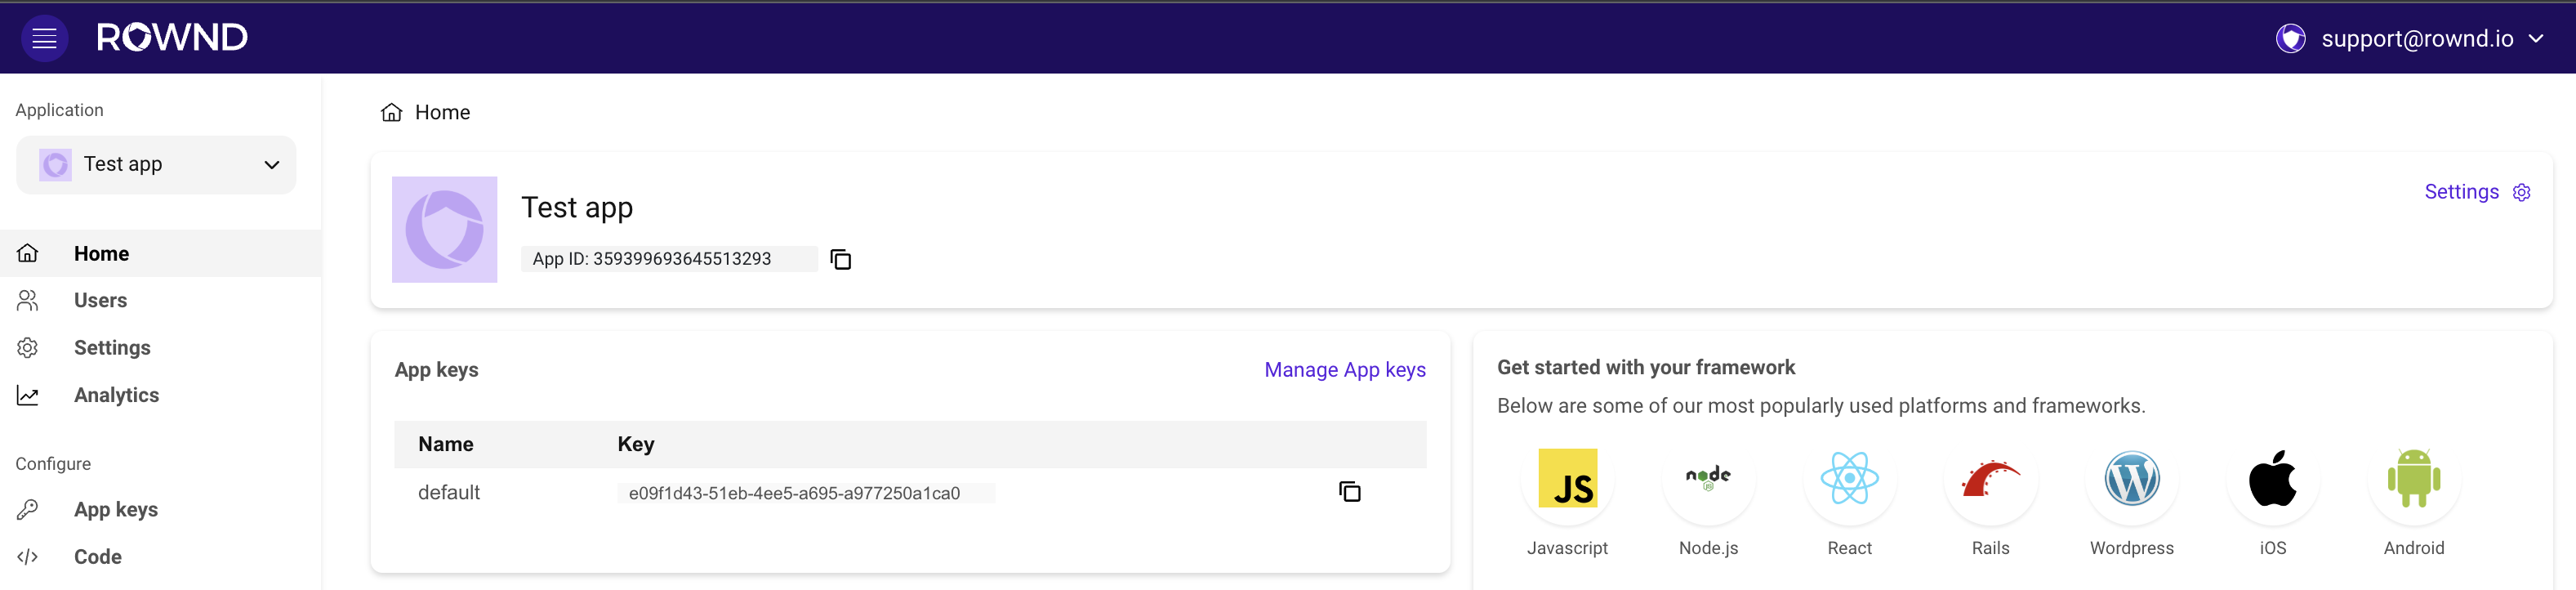 ROWND
support@rownd.io
Application
Test app
Home
Users
Settings
Analytics
Configure
App keys
Code
Home
Test app
App ID: 359399693645513293
Settings
App keys
Manage App keys
Name Key
default e09f1d43-51eb-4ee5-a695-a977250a1ca0
Get started with your framework
Below are some of our most popularly used platforms and frameworks.
JS
node
JS
Javascript
Node.js
React
Rails
Wordpress
iOS
Android